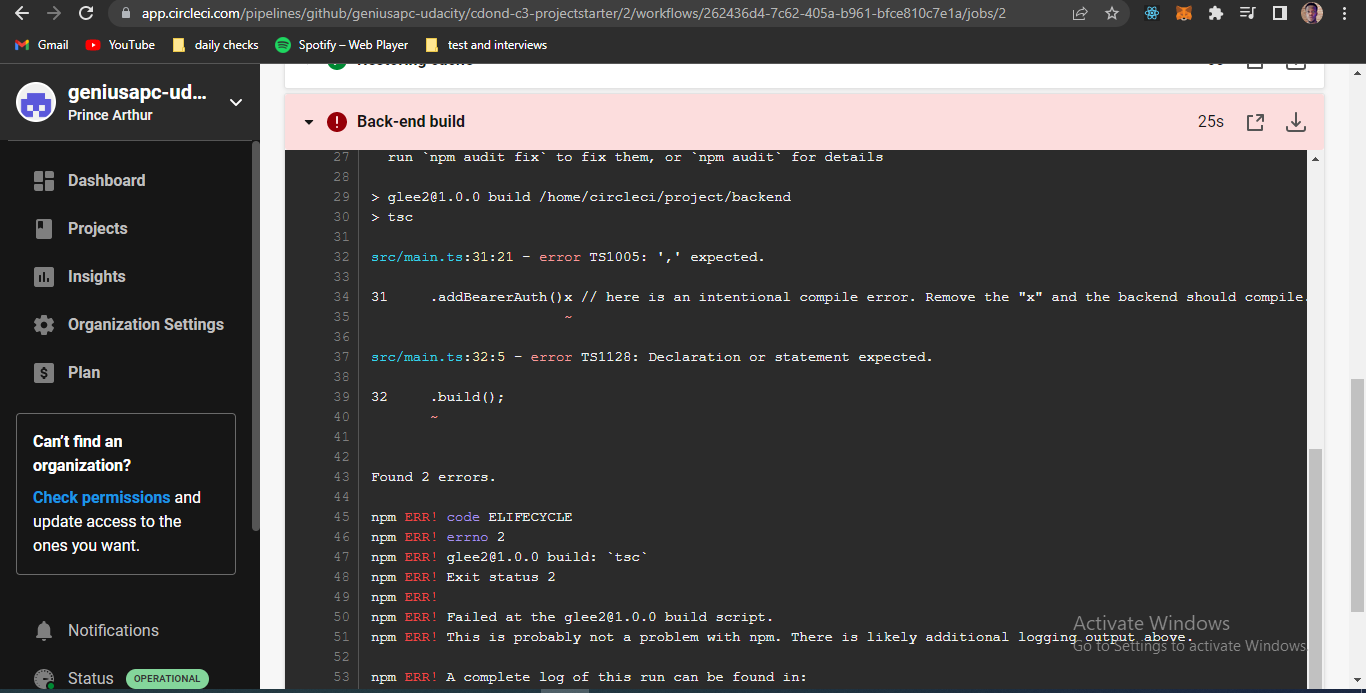 app.circleci.com/pipelines/github/geniusapc-udacity/cdond-c3-projectstarter/2/workflows/262436d4-7c62-405a-b961-bfce810c7e1a/jobs/2
Gmail YouTube daily checks Spotify – Web Player test and interviews
geniusapc-ud...
Prince Arthur
Dashboard
Projects
Insights
Organization Settings
Plan
Can't find an
organization?
Check permissions and
update access to the
ones you want.
Notifications
Status OPERATIONAL
Restoring cache
Back-end build 25s
27 run `npm audit fix` to fix them, or `npm audit` for details
28
29 > glee2@1.0.0 build /home/circleci/project/backend
30 > tsc
31
32 src/main.ts:31:21 - error TS1005: ',' expected.
33
34 31 .addBearerAuth()x // here is an intentional compile error. Remove the "x" and the backend should compile.
35 ~
36
37 src/main.ts:32:5 - error TS1128: Declaration or statement expected.
38
39 32 .build();
40 ~
41
42
43 Found 2 errors.
44
45 npm ERR! code ELIFECYCLE
46 npm ERR! errno 2
47 npm ERR! glee2@1.0.0 build: `tsc`
48 npm ERR! Exit status 2
49 npm ERR!
50 npm ERR! Failed at the glee2@1.0.0 build script.
51 npm ERR! This is probably not a problem with npm. There is likely additional logging output above.
52
53 npm ERR! A complete log of this run can be found in:
Activate Windows
Go to Settings to activate Windows.